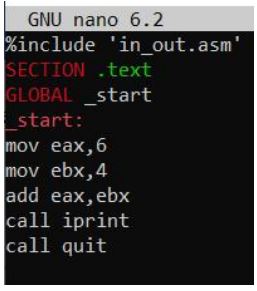 GNU nano 6.2
%include 'in_out.asm'
SECTION .text
GLOBAL _start
_start:
mov eax,6
mov ebx,4
add eax,ebx
call iprint
call quit